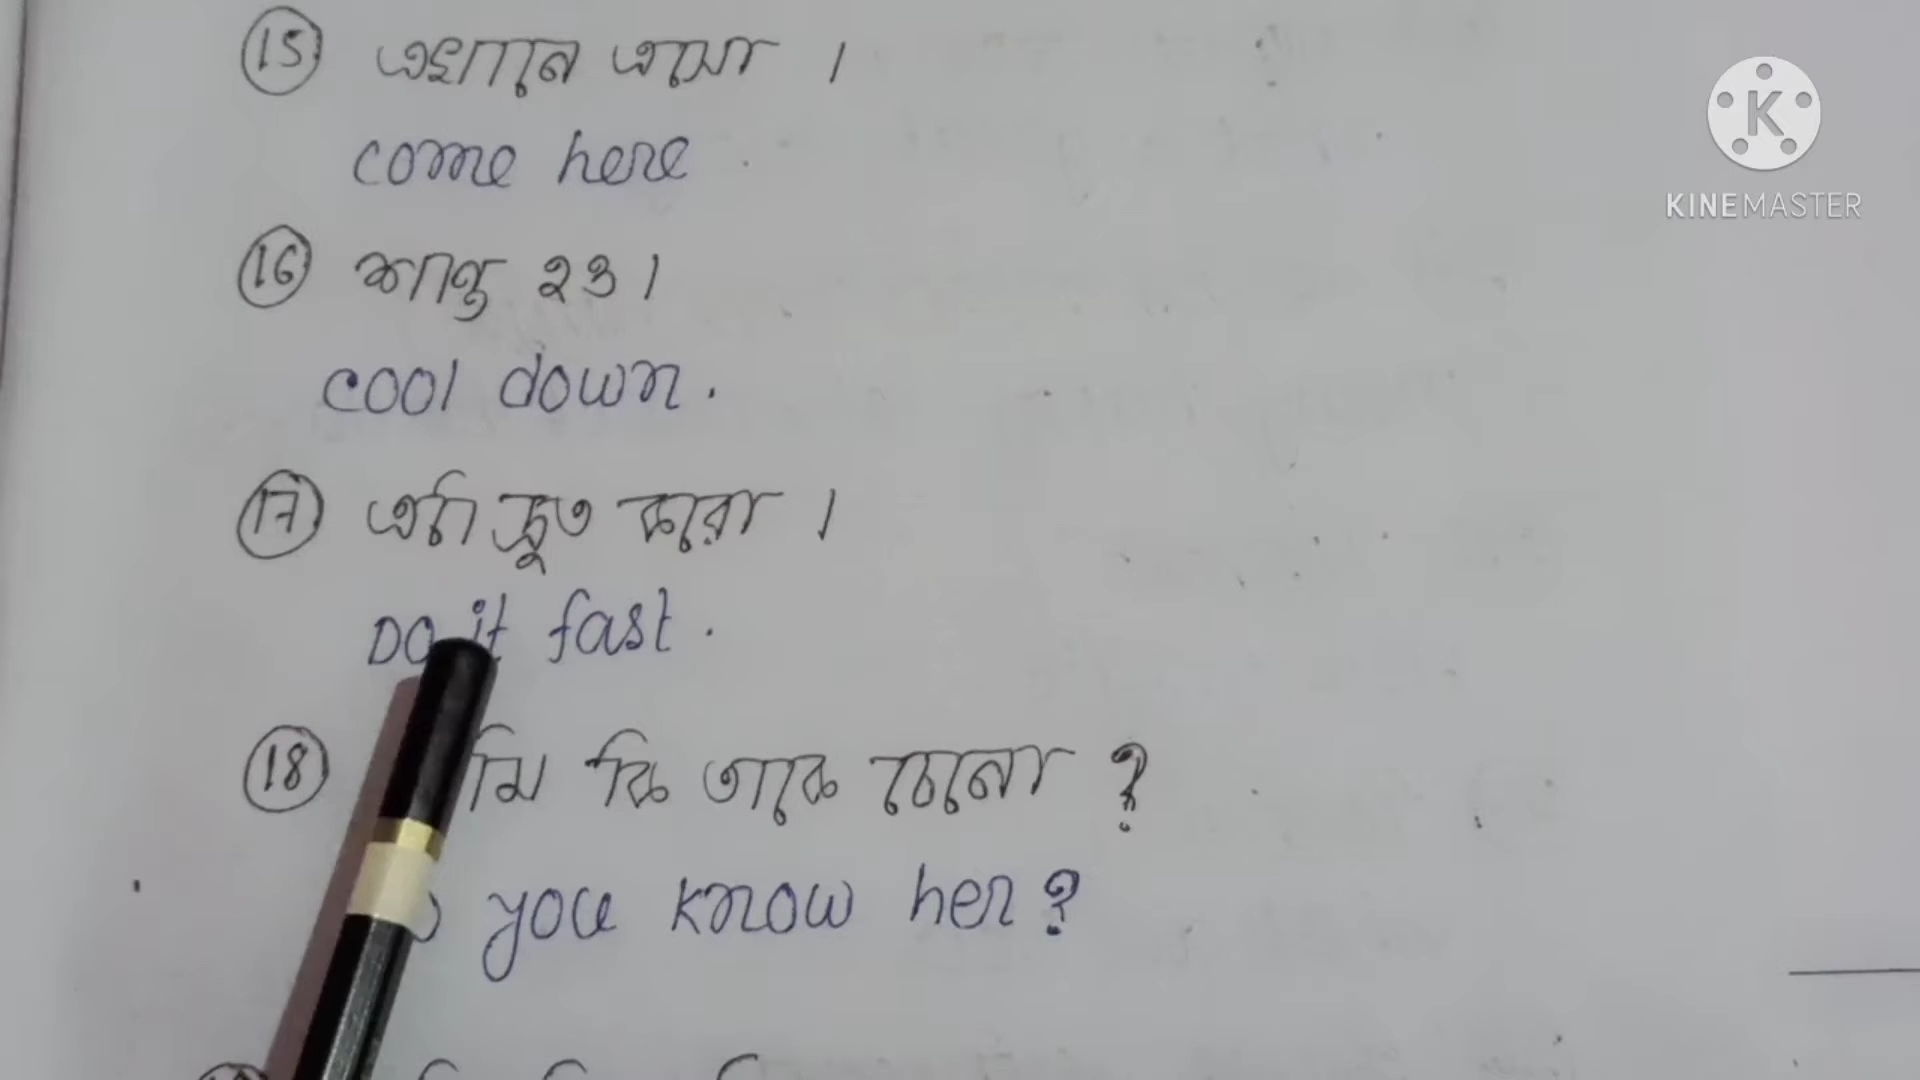 15 এখানে এসো ।
come here .
16 শান্ত হও ।
cool down .
17 এটা দ্রুত করো ।
Do it fast .
18 কি তাকে চেনো ?
you know her ?
K
KINEMASTER